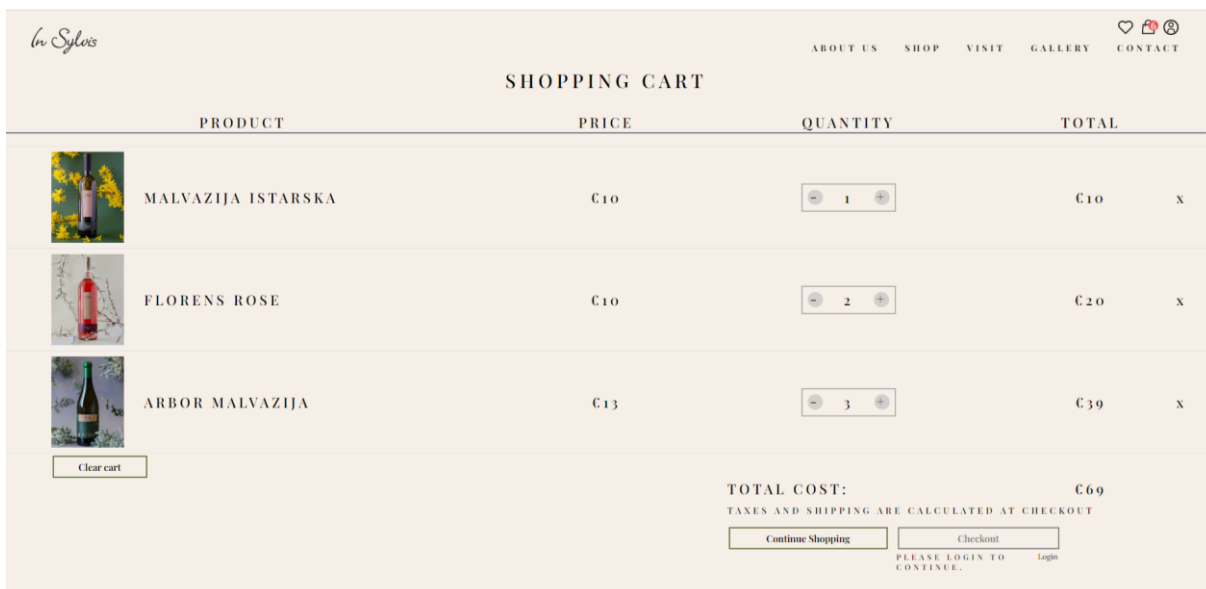 In Sylvis
6
ABOUT US SHOP VISIT GALLERY CONTACT
SHOPPING CART
PRODUCT PRICE QUANTITY TOTAL
MALVAZIJA ISTARSKA €10 - 1 + €10 x
FLORENS ROSE €10 - 2 + €20 x
ARBOR MALVAZIJA €13 - 3 + €39 x
Clear cart
TOTAL COST: €69
TAXES AND SHIPPING ARE CALCULATED AT CHECKOUT
Continue Shopping Checkout
PLEASE LOGIN TO Login
CONTINUE.